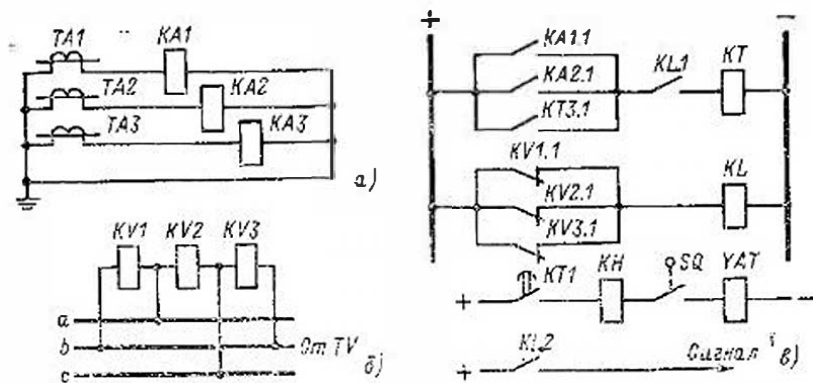 TA1
KA1
TA2
KA2
TA3
KA3
а)
KV1
KV2
KV3
a
b
c
От TV
б)
+
−
KA1.1
KA2.1
KT3.1
KL1
KT
KV1.1
KV2.1
KV3.1
KL
+
KT1
KH
SQ
YAT
−
+
KL2
Сигнал
в)